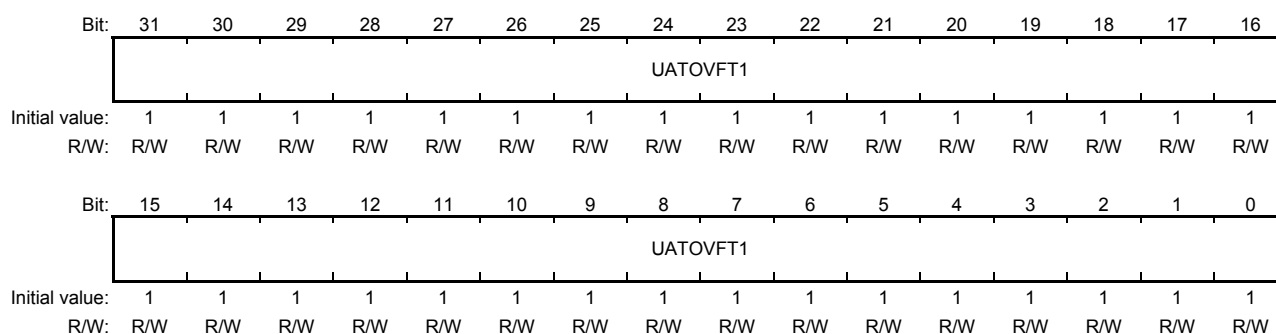 Bit: 31 30 29 28 27 26 25 24 23 22 21 20 19 18 17 16
UATOVFT1
Initial value: 1 1 1 1 1 1 1 1 1 1 1 1 1 1 1 1
R/W: R/W R/W R/W R/W R/W R/W R/W R/W R/W R/W R/W R/W R/W R/W R/W R/W
Bit: 15 14 13 12 11 10 9 8 7 6 5 4 3 2 1 0
UATOVFT1
Initial value: 1 1 1 1 1 1 1 1 1 1 1 1 1 1 1 1
R/W: R/W R/W R/W R/W R/W R/W R/W R/W R/W R/W R/W R/W R/W R/W R/W R/W